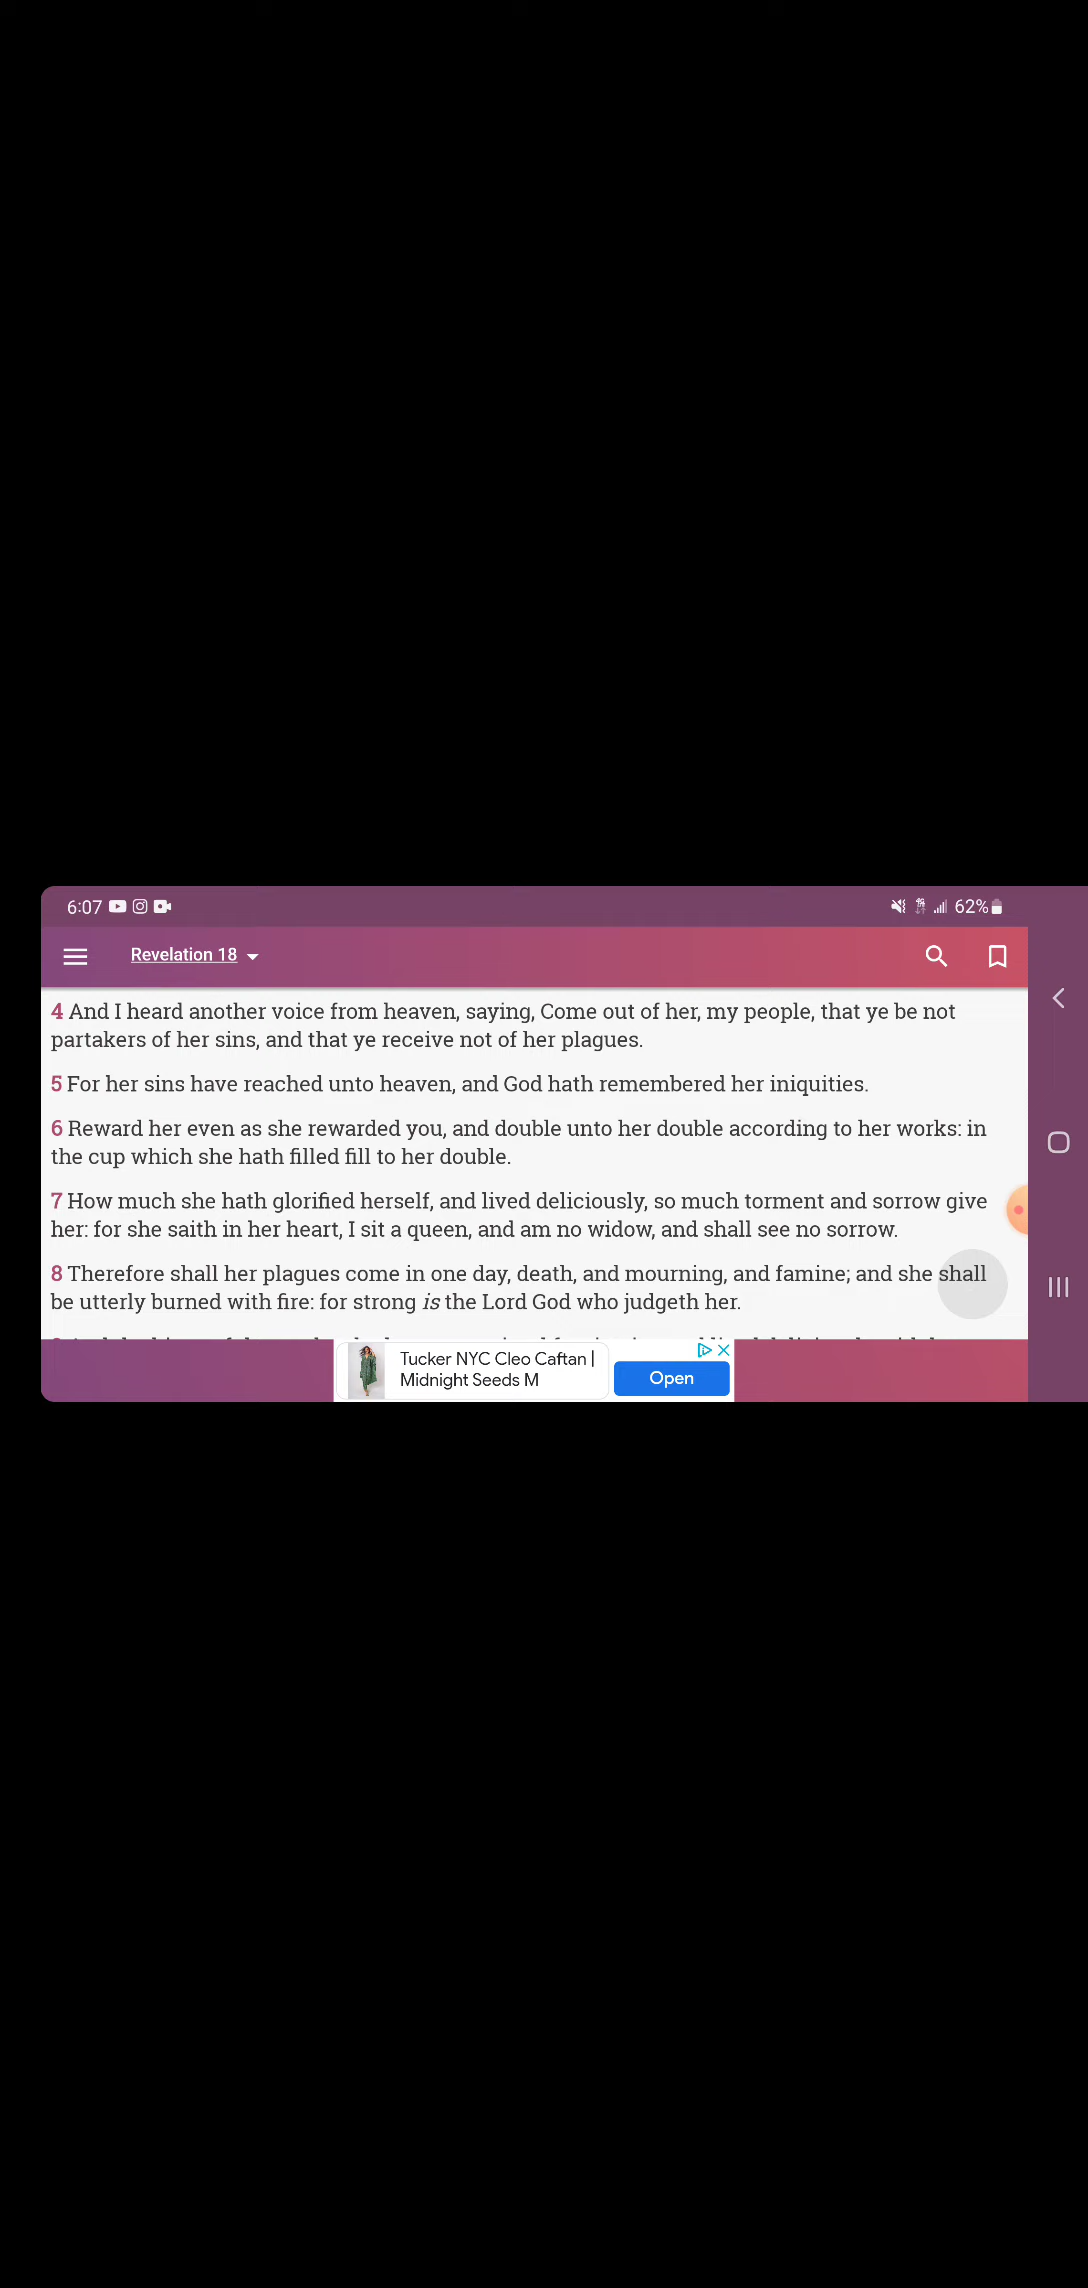 6:07
62%
Revelation 18
4 And I heard another voice from heaven, saying, Come out of her, my people, that ye be not
partakers of her sins, and that ye receive not of her plagues.
5 For her sins have reached unto heaven, and God hath remembered her iniquities.
6 Reward her even as she rewarded you, and double unto her double according to her works: in
the cup which she hath filled fill to her double.
7 How much she hath glorified herself, and lived deliciously, so much torment and sorrow give
her: for she saith in her heart, I sit a queen, and am no widow, and shall see no sorrow.
8 Therefore shall her plagues come in one day, death, and mourning, and famine; and she shall
be utterly burned with fire: for strong is the Lord God who judgeth her.
Tucker NYC Cleo Caftan |
Midnight Seeds M
Open